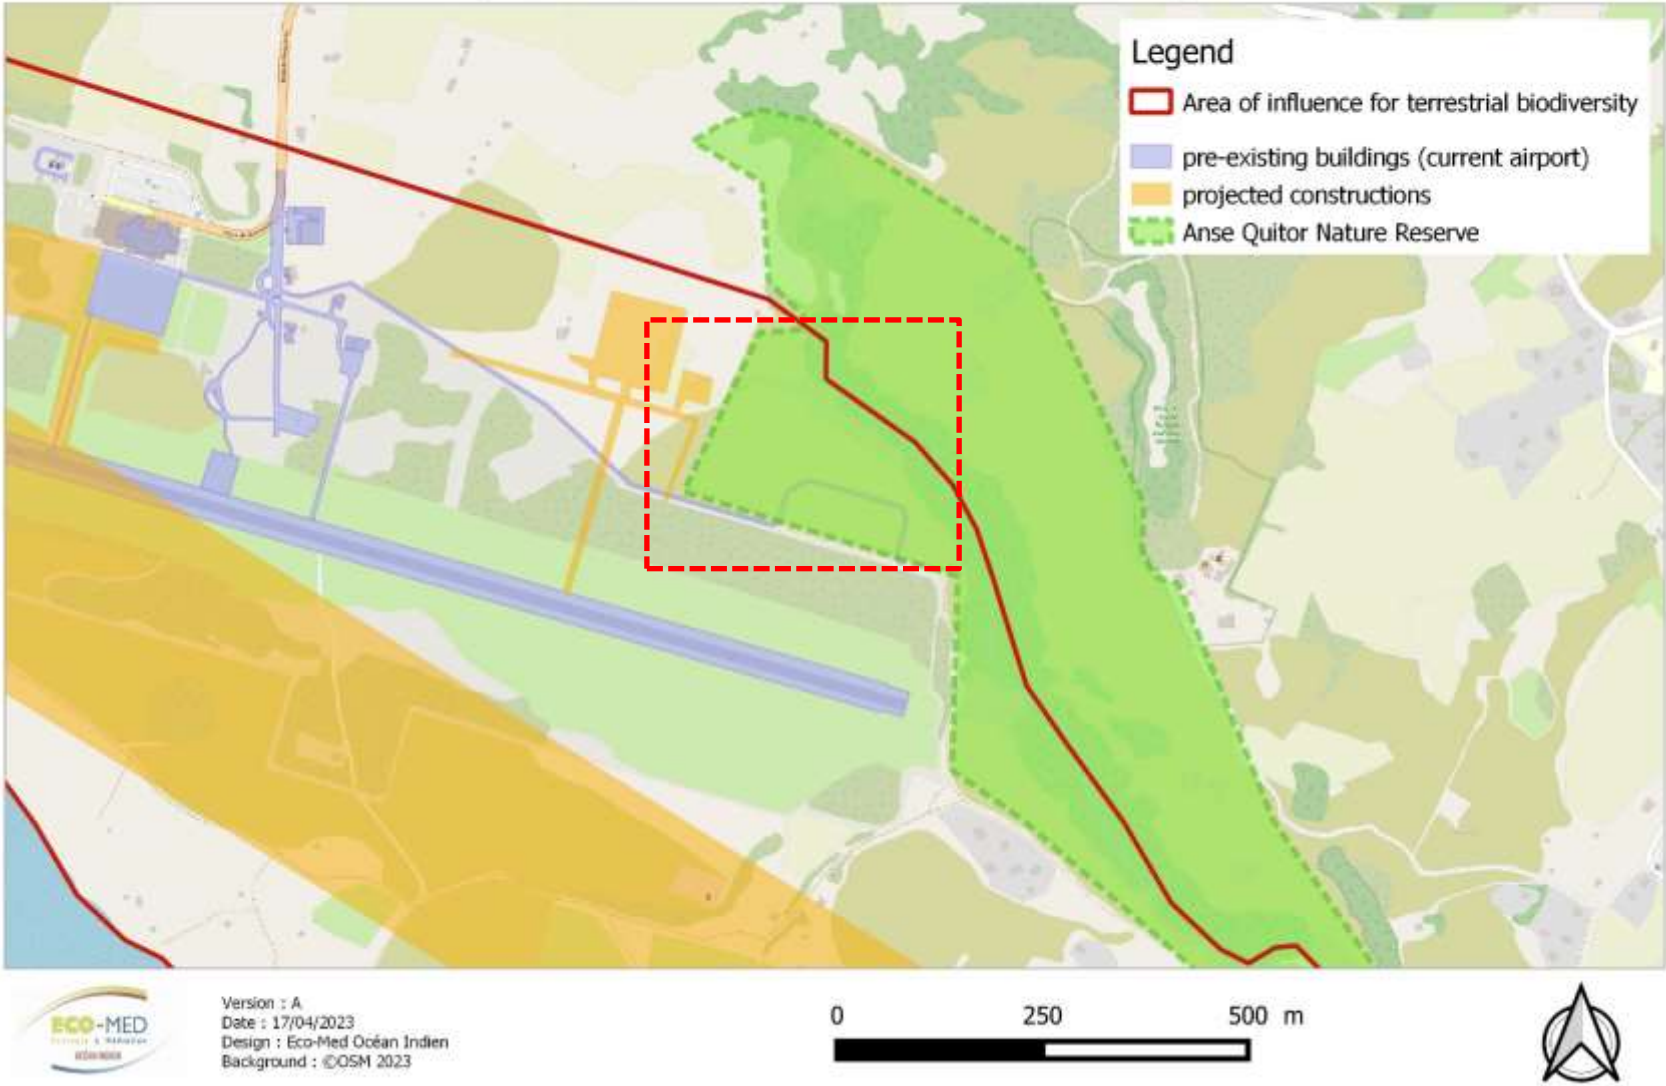 Legend
Area of influence for terrestrial biodiversity
pre-existing buildings (current airport)
projected constructions
Anse Quitor Nature Reserve
ECO-MED
Version : A
Date : 17/04/2023
Design : Eco-Med Océan Indien
Background : ©OSM 2023
0 250 500 m